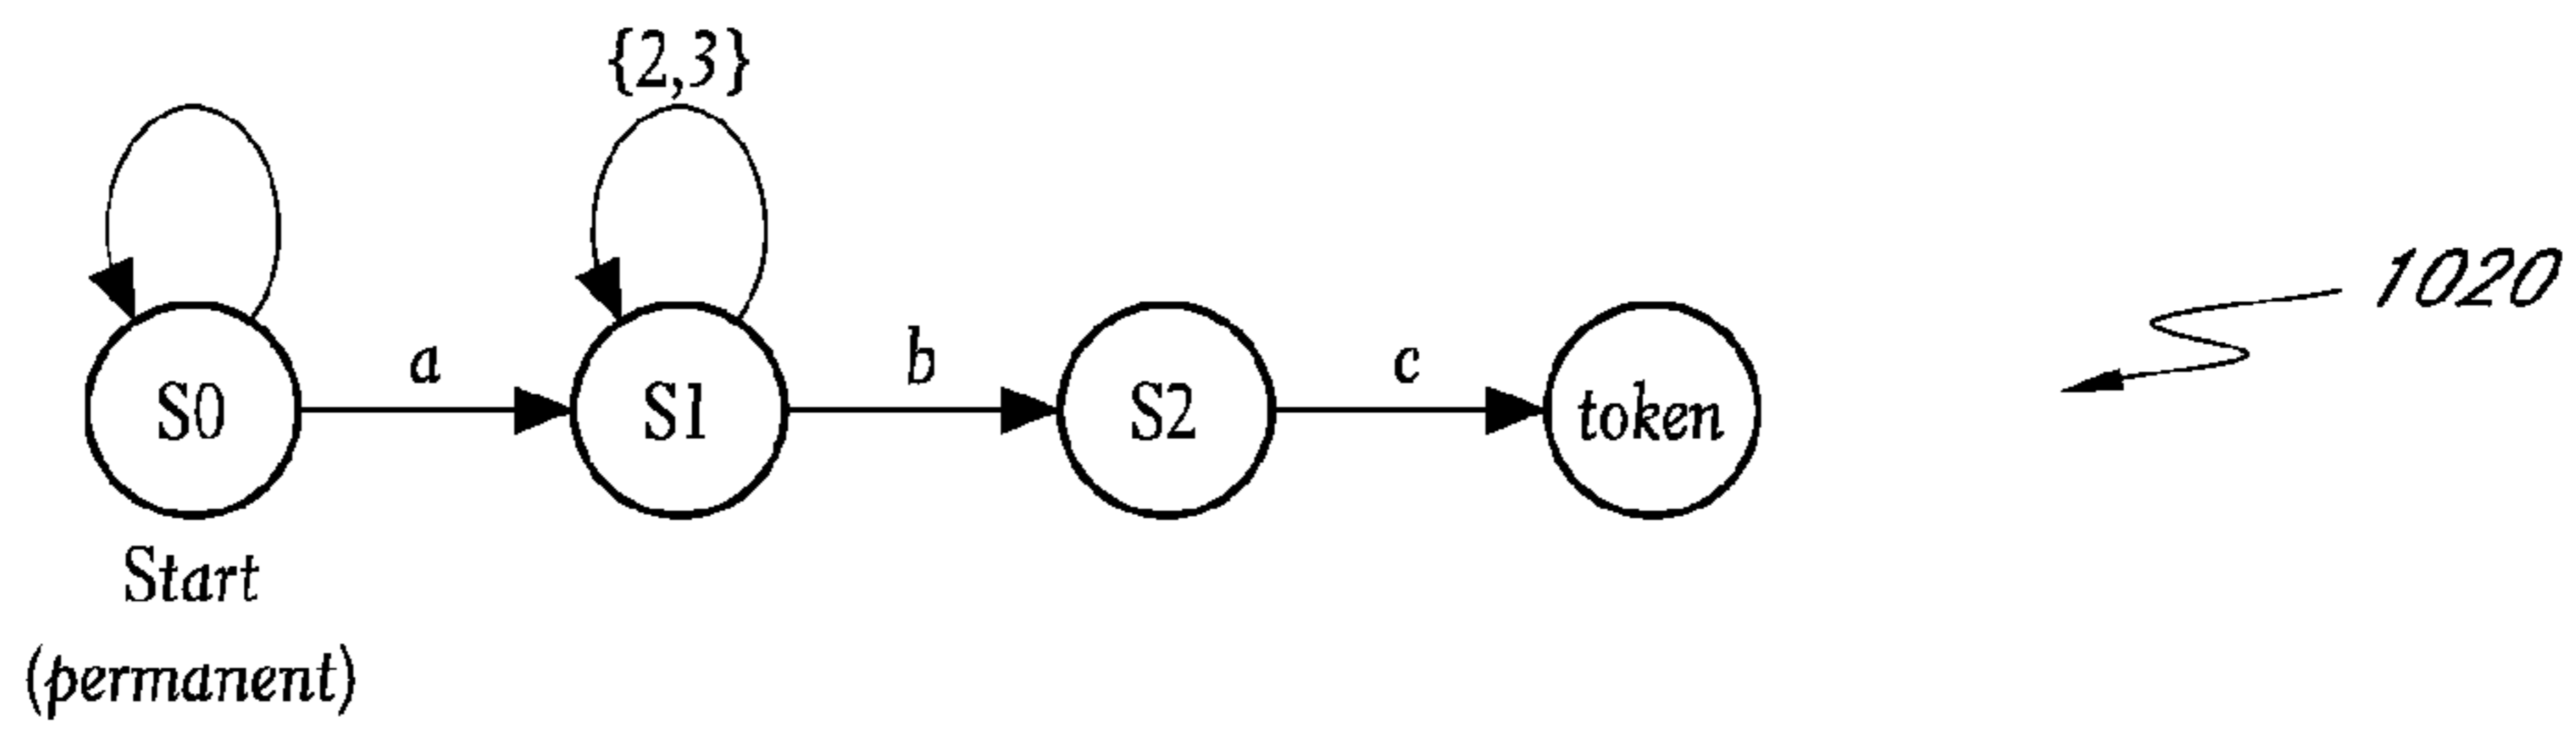 {2,3}
1020
a b c
S0 S1 S2 token
Start
(permanent)